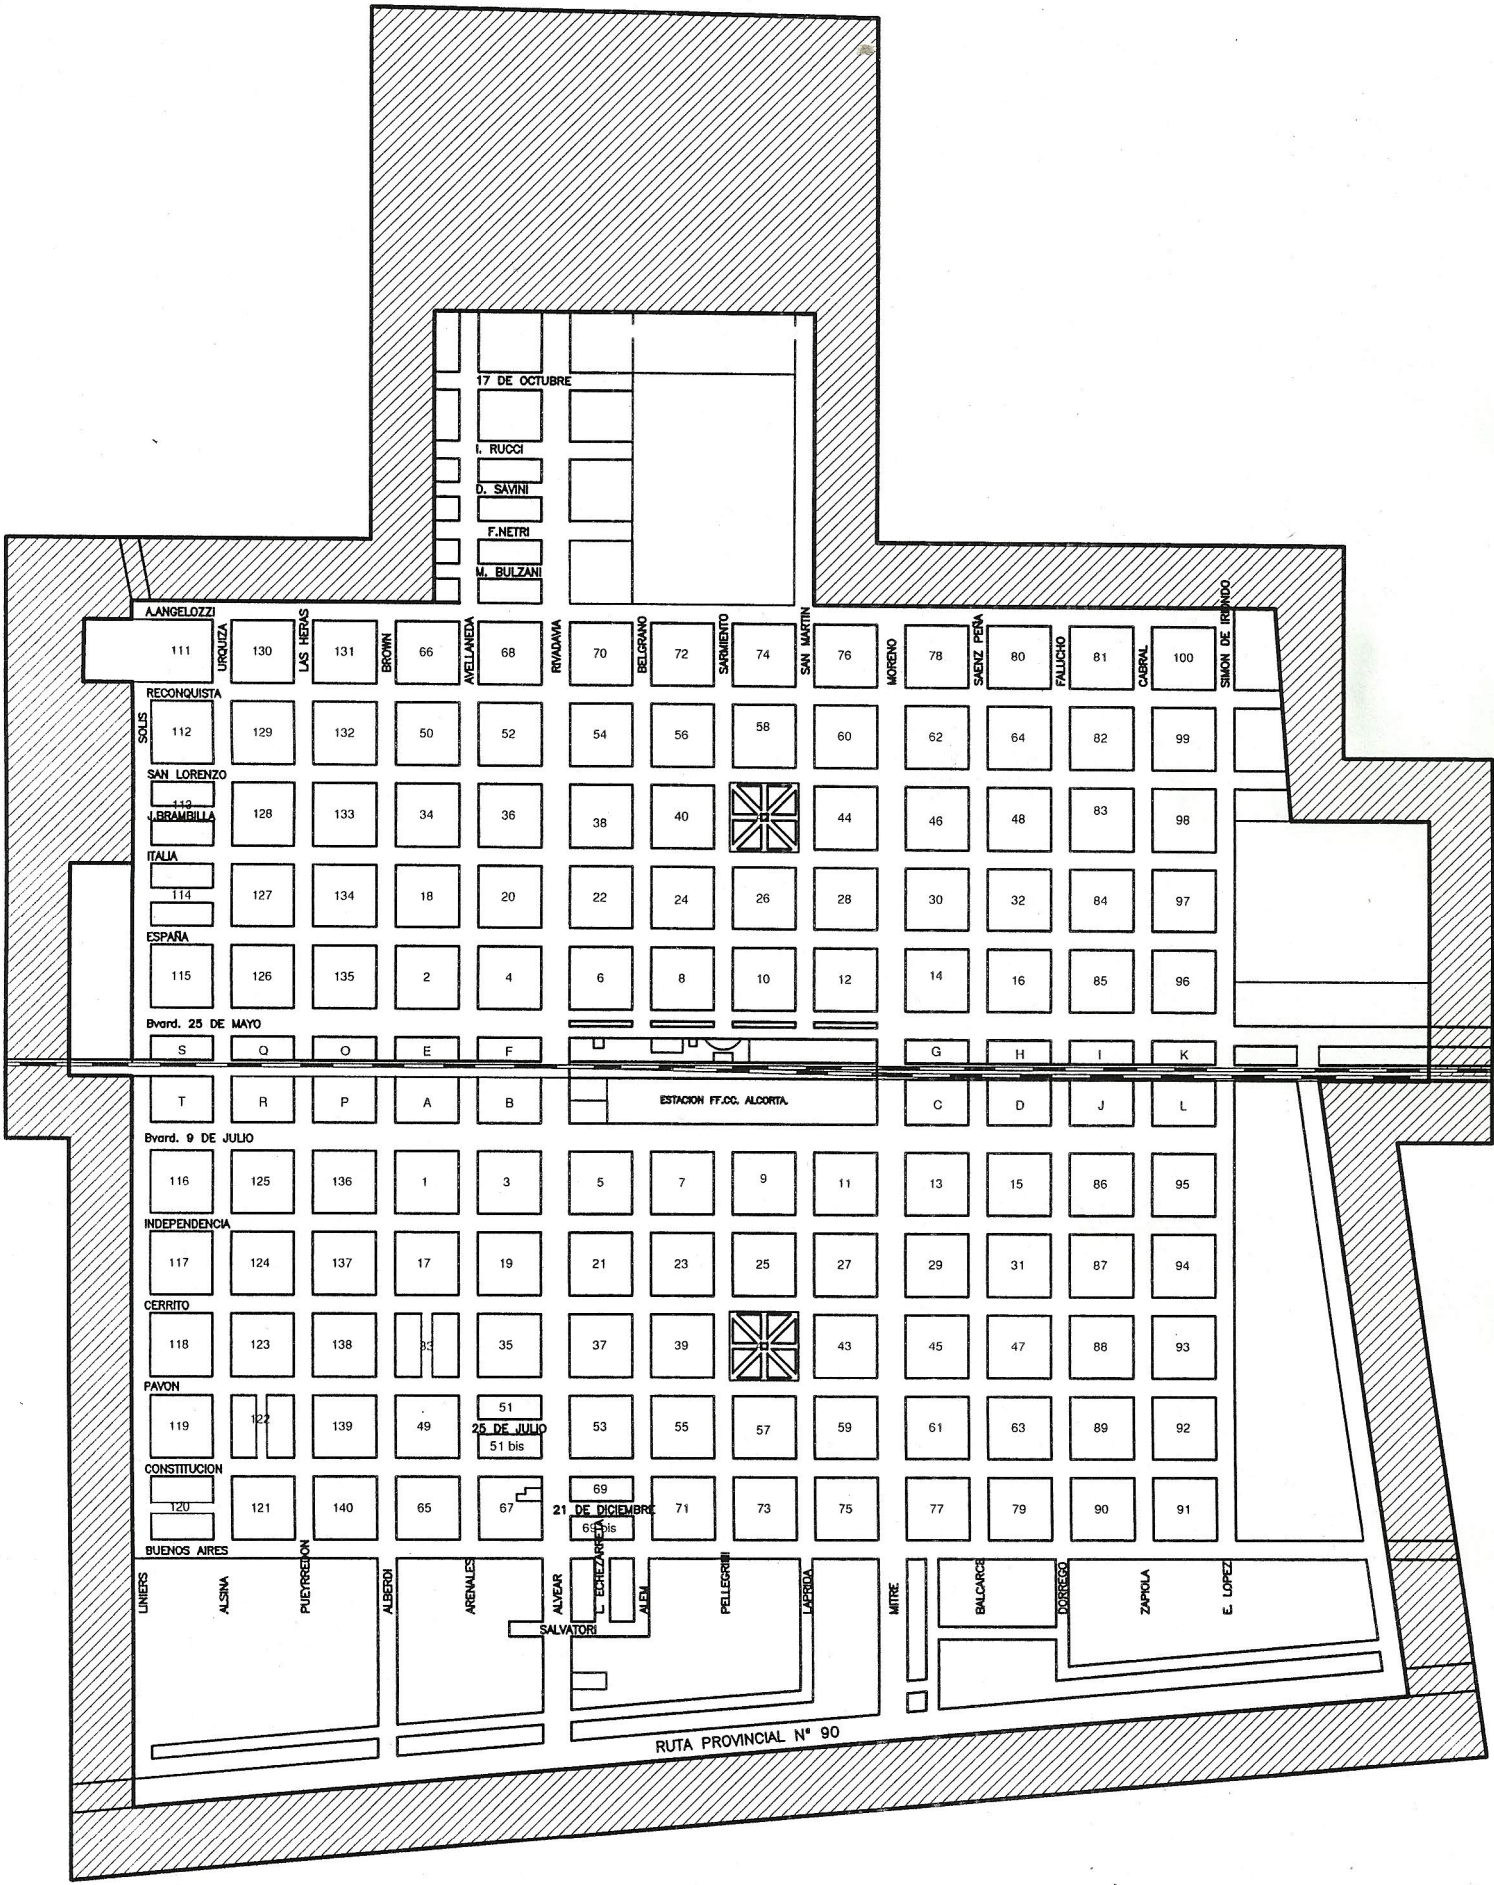 17 DE OCTUBRE
I. RUCCI
D. SAVINI
F.NETRI
M. BULZANI
A.ANGELOZZI
URQUIZA
LAS HERAS
BROWN
AVELLANEDA
RIVADAVIA
BELGRANO
SARMIENTO
SAN MARTIN
MORENO
SAENZ PEÑA
FALUCHO
CABRAL
SIMON DE IRIONDO
111 130 131 66 68 70 72 74 76 78 80 81 100
RECONQUISTA
SOLIS
112 129 132 50 52 54 56 58 60 62 64 82 99
SAN LORENZO
113
J.BRAMBILLA
128 133 34 36 38 40 44 46 48 83 98
ITALIA
114 127 134 18 20 22 24 26 28 30 32 84 97
ESPAÑA
115 126 135 2 4 6 8 10 12 14 16 85 96
Bvard. 25 DE MAYO
S Q O E F G H I K
T R P A B ESTACION FF.CC. ALCORTA. C D J L
Bvard. 9 DE JULIO
116 125 136 1 3 5 7 9 11 13 15 86 95
INDEPENDENCIA
117 124 137 17 19 21 23 25 27 29 31 87 94
CERRITO
118 123 138 33 35 37 39 43 45 47 88 93
PAVON
119 122 139 49 51 53 55 57 59 61 63 89 92
25 DE JULIO
51 bis
CONSTITUCION
120 121 140 65 67 69 71 73 75 77 79 90 91
21 DE DICIEMBRE
69 bis
BUENOS AIRES
LINIERS
ALSINA
PUEYRREDON
ALBERDI
ARENALES
ALVEAR
L. ECHEZARRETA
ALEM
PELLEGRINI
LAPRIDA
MITRE
BALCARCE
DORREGO
ZAPIOLA
E. LOPEZ
SALVATORI
RUTA PROVINCIAL Nº 90